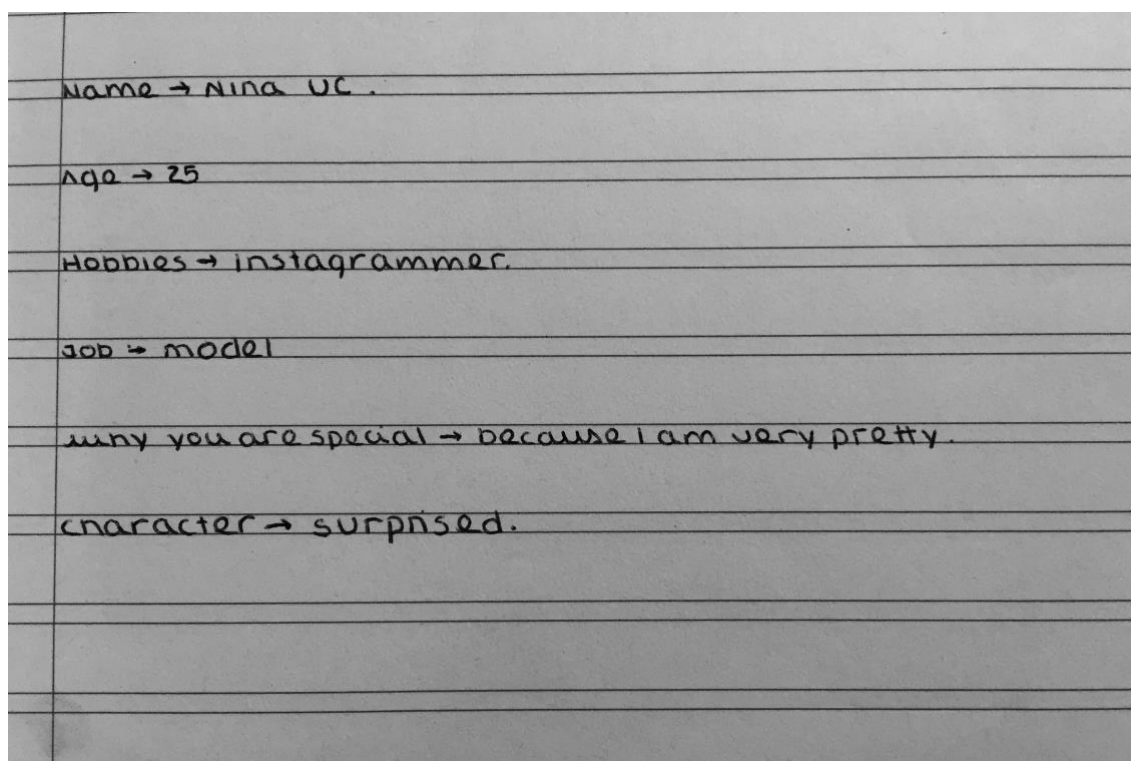 Name → Nina UC.
Age → 25
Hobbies → instagrammer.
Job → model
why you are special → because I am very pretty.
character → surprised.